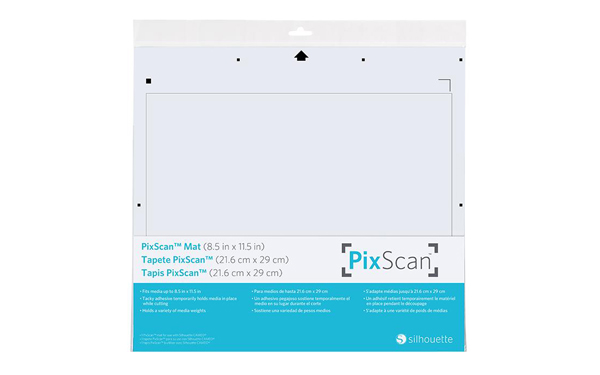 PixScan™ Mat (8.5 in x 11.5 in)
Tapete PixScan™ (21.6 cm x 29 cm)
Tapis PixScan™ (21.6 cm x 29 cm)
PixScan™
• Fits media up to 8.5 in x 11.5 in
• Tacky adhesive temporarily holds media in place
while cutting
• Holds a variety of media weights
• Para medios de hasta 21.6 cm x 29 cm
• Un adhesivo pegajoso sostiene temporalmente el
medio en su lugar durante el corte
• Sostiene una variedad de pesos medios
• S'adapte médias jusqu'à 21.6 cm x 29 cm
• Un adhésif retient temporairement le matériel
en place pendant le découpage
• S'adapte à une variété de poids de médias
silhouette